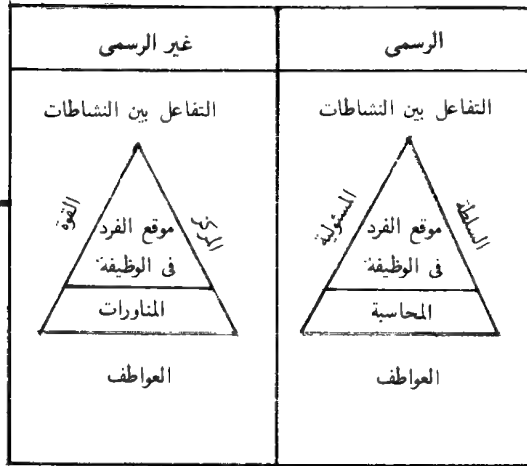 الرسمى
غير الرسمى
التفاعل بين النشاطات
المسئولية
السلطة
موقع الفرد
فى الوظيفة
المحاسبة
العواطف
التفاعل بين النشاطات
القوة
المركز
موقع الفرد
فى الوظيفة
المناورات
العواطف